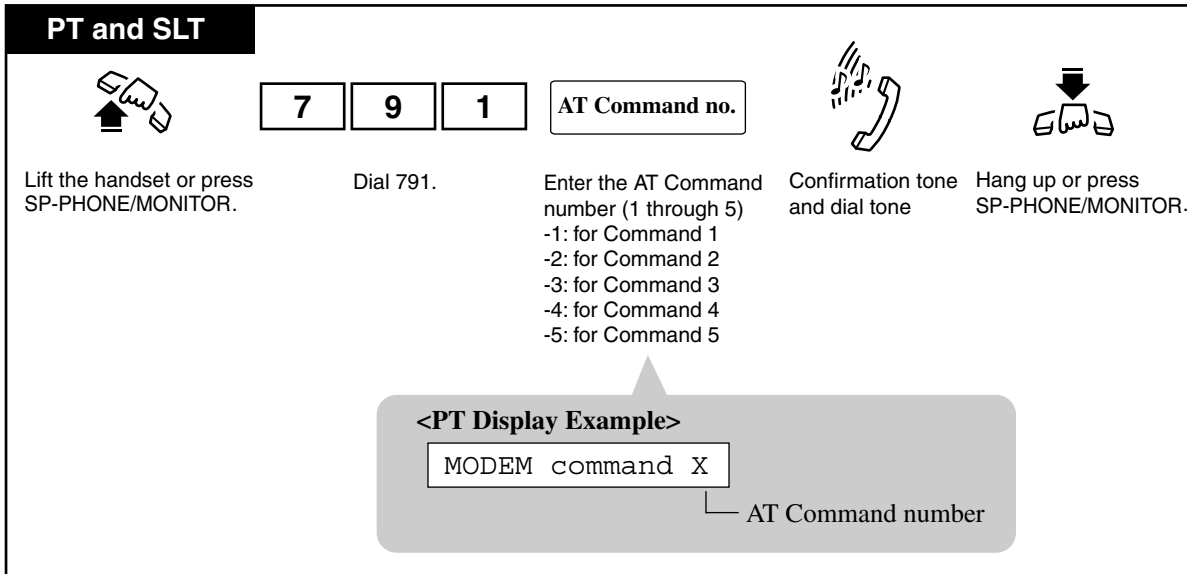 PT and SLT
7 9 1 AT Command no.
Lift the handset or press
SP-PHONE/MONITOR.
Dial 791.
Enter the AT Command
number (1 through 5)
-1: for Command 1
-2: for Command 2
-3: for Command 3
-4: for Command 4
-5: for Command 5
Confirmation tone
and dial tone
Hang up or press
SP-PHONE/MONITOR.
<PT Display Example>
MODEM command X
AT Command number